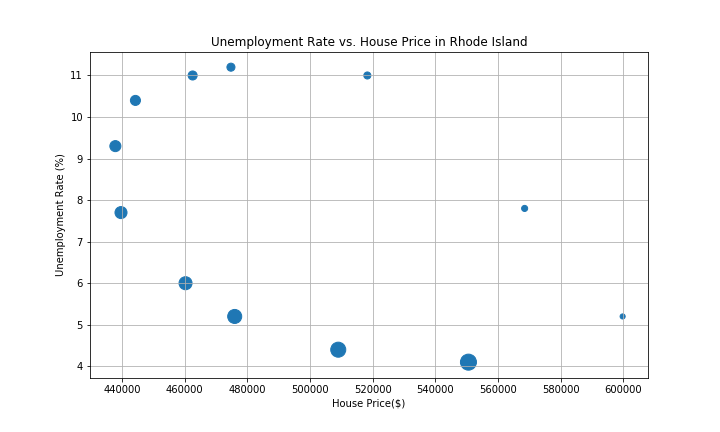 Unemployment Rate vs. House Price in Rhode Island
Unemployment Rate (%)
11
10
9
8
7
6
5
4
440000 460000 480000 500000 520000 540000 560000 580000 600000
House Price($)